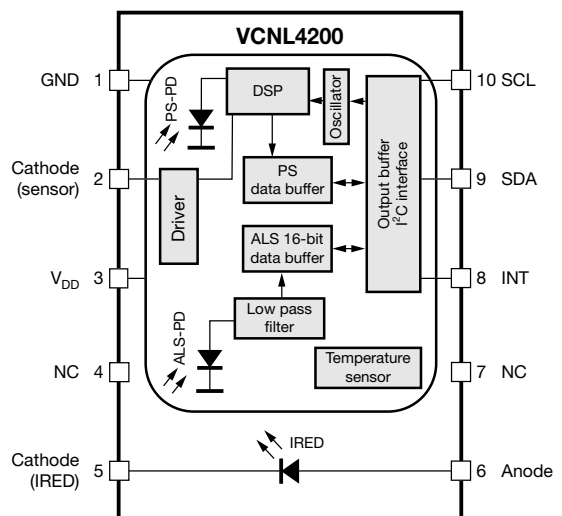 VCNL4200
GND 1
10 SCL
PS-PD
DSP
Oscillator
Output buffer
I²C interface
Cathode
(sensor)
2
9 SDA
Driver
PS
data buffer
ALS 16-bit
data buffer
V_DD 3
8 INT
Low pass
filter
ALS-PD
NC 4
7 NC
Temperature
sensor
Cathode
(IRED)
5
IRED
6 Anode